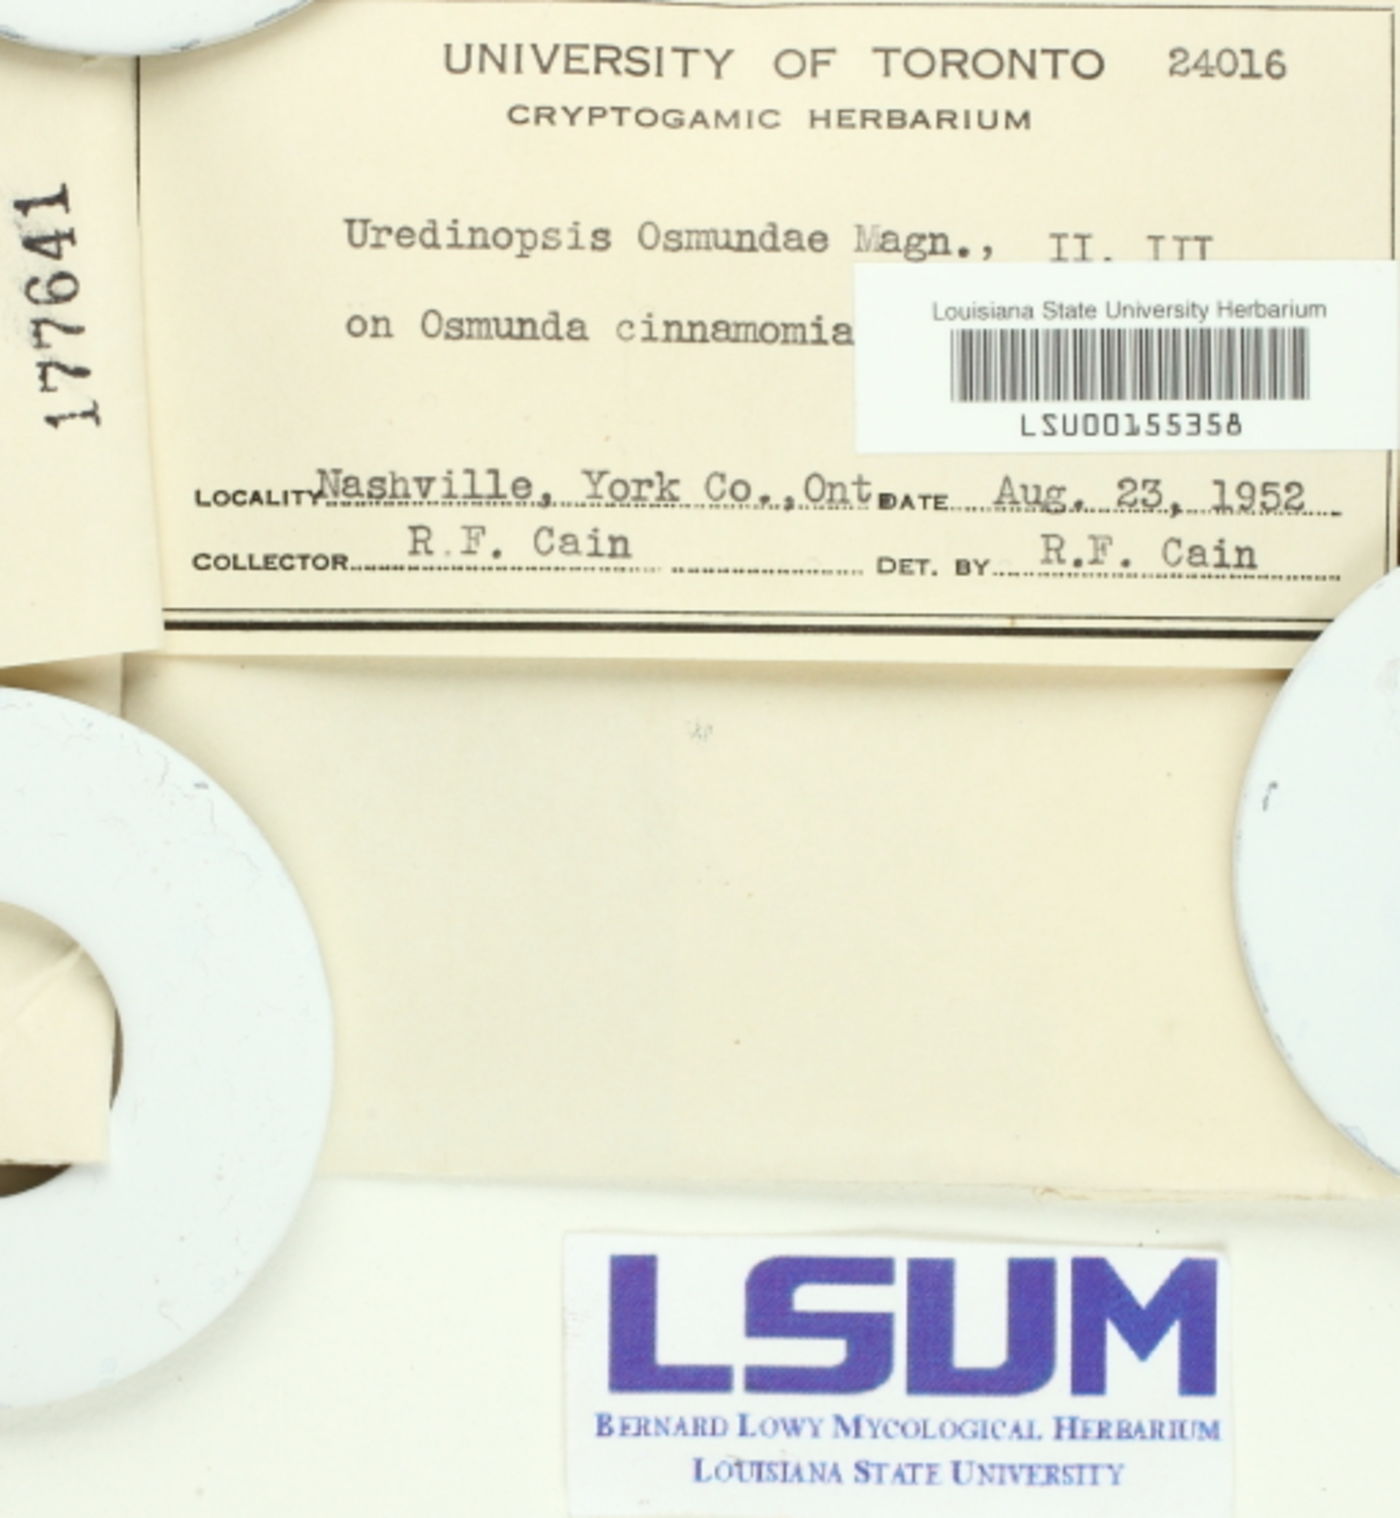 UNIVERSITY OF TORONTO 24016
CRYPTOGAMIC HERBARIUM
177641
Uredinopsis Osmundae Magn., II. III
on Osmunda cinnamomia
Louisiana State University Herbarium
LSU00155358
LOCALITY Nashville, York Co., Ont. DATE Aug. 23, 1952
COLLECTOR R.F. Cain DET. BY R.F. Cain
LSUM
BERNARD LOWY MYCOLOGICAL HERBARIUM
LOUISIANA STATE UNIVERSITY